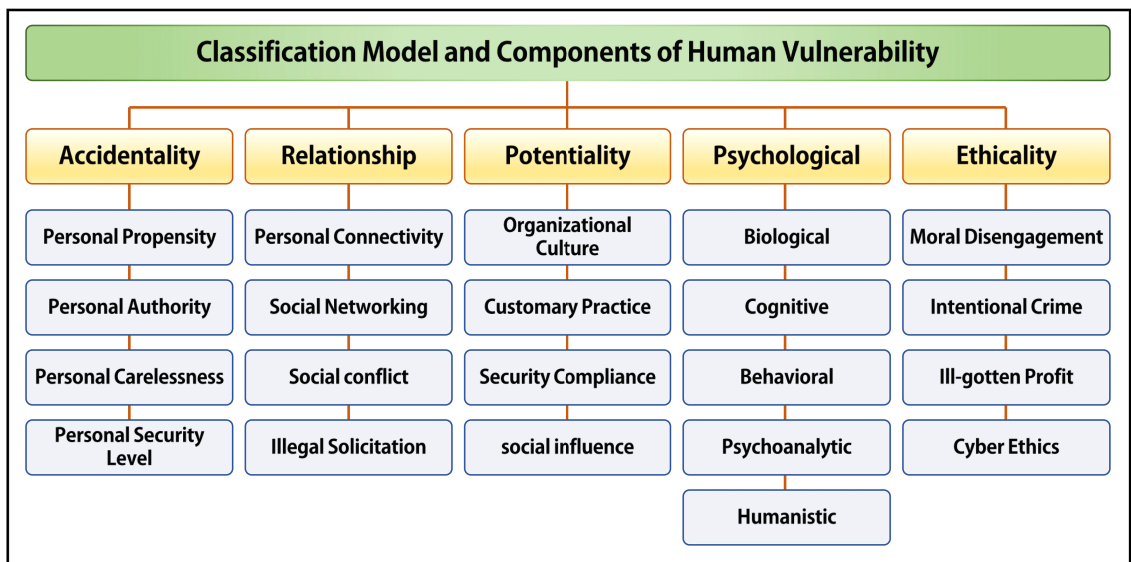 Classification Model and Components of Human Vulnerability
Accidentality
Relationship
Potentiality
Psychological
Ethicality
Personal Propensity
Personal Connectivity
Organizational
Culture
Biological
Moral Disengagement
Personal Authority
Social Networking
Customary Practice
Cognitive
Intentional Crime
Personal Carelessness
Social conflict
Security Compliance
Behavioral
Ill-gotten Profit
Personal Security
Level
Illegal Solicitation
social influence
Psychoanalytic
Cyber Ethics
Humanistic